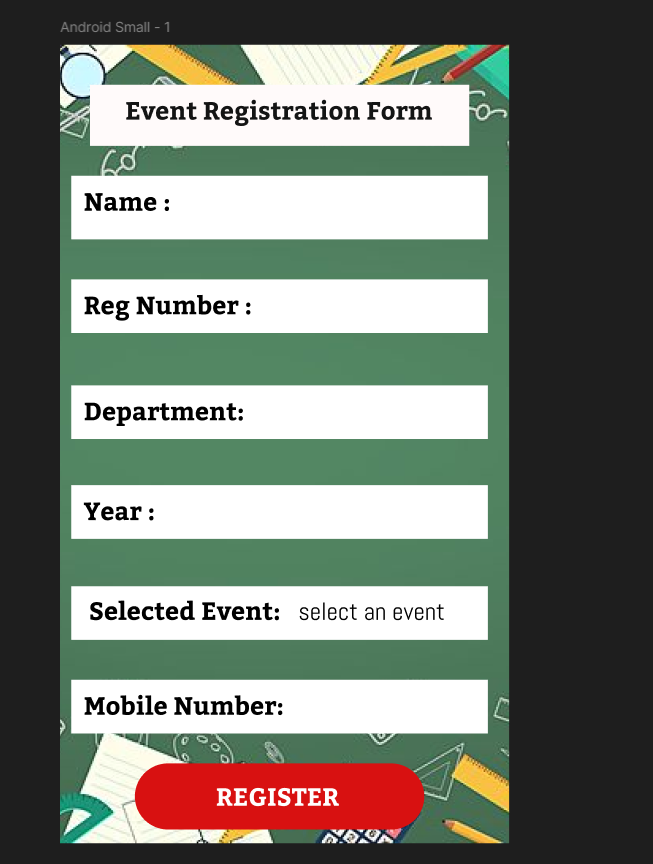 Android Small - 1
Event Registration Form
Name :
Reg Number :
Department:
Year :
Selected Event: select an event
Mobile Number:
REGISTER